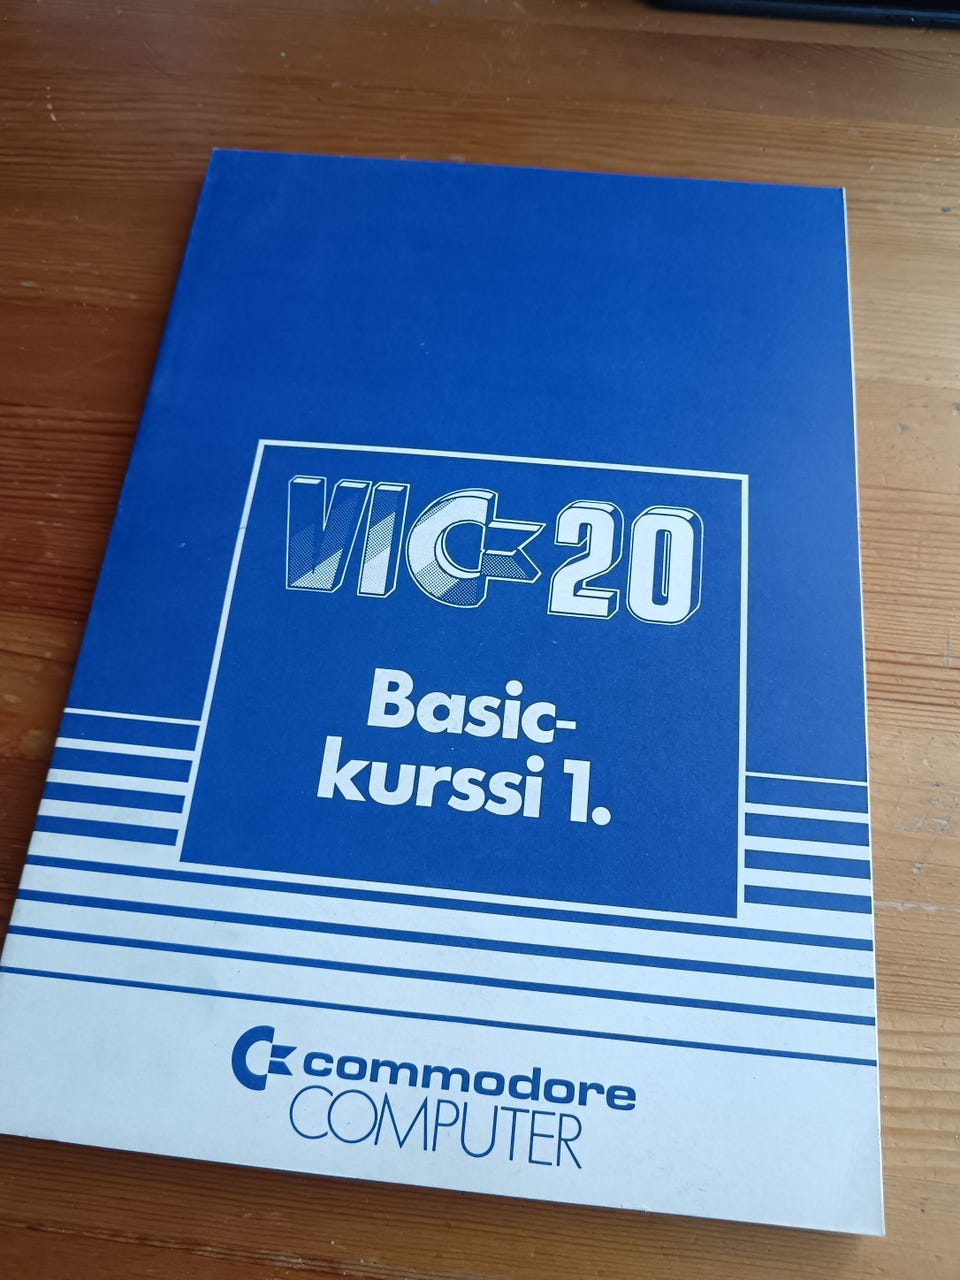 VIC-20
Basic-
kurssi 1.
commodore
COMPUTER